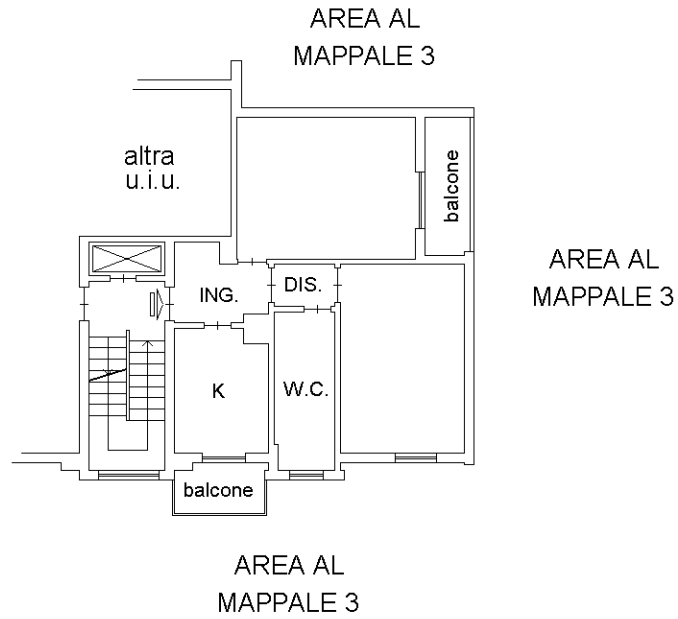 AREA AL
MAPPALE 3
altra
u.i.u.
balcone
AREA AL
MAPPALE 3
ING.
DIS.
K
W.C.
balcone
AREA AL
MAPPALE 3